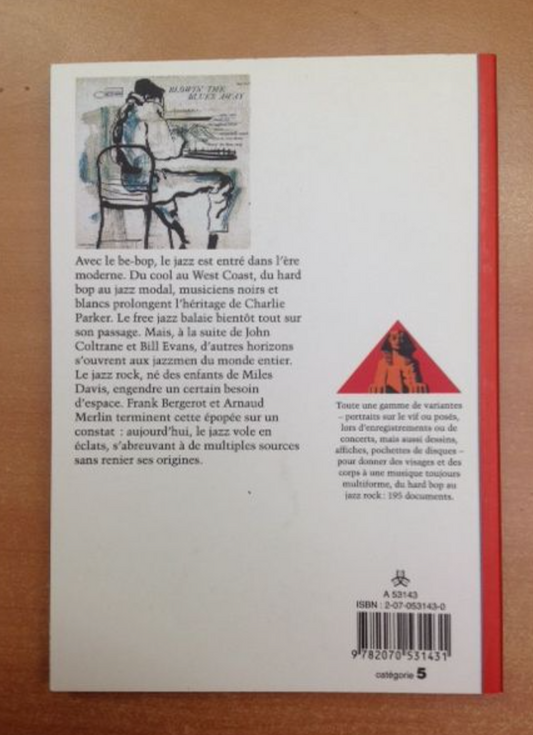 BLOWIN' THE
BLUES AWAY
Avec le be-bop, le jazz est entré dans l'ère
moderne. Du cool au West Coast, du hard
bop au jazz modal, musiciens noirs et
blancs prolongent l'héritage de Charlie
Parker. Le free jazz balaie bientôt tout sur
son passage. Mais, à la suite de John
Coltrane et Bill Evans, d'autres horizons
s'ouvrent aux jazzmen du monde entier.
Le jazz rock, né des enfants de Miles
Davis, engendre un certain besoin
d'espace. Frank Bergerot et Arnaud
Merlin terminent cette épopée sur un
constat : aujourd'hui, le jazz vole en
éclats, s'abreuvant à de multiples sources
sans renier ses origines.
Toute une gamme de variantes
– portraits sur le vif ou posés,
lors d'enregistrements ou de
concerts, mais aussi dessins,
affiches, pochettes de disques –
pour donner des visages et des
corps à une musique toujours
multiforme, du hard bop au
jazz rock : 195 documents.
A 53143
ISBN : 2-07-053143-0
9 782070 531431
catégorie 5